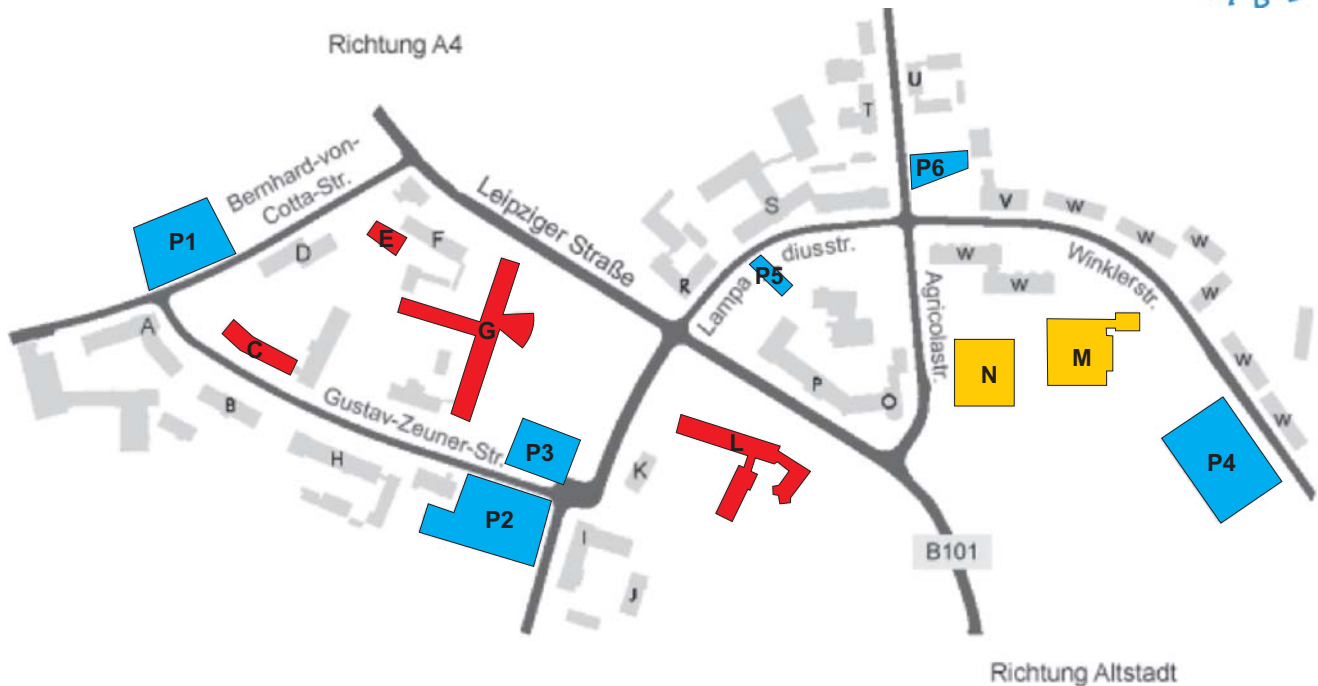 Richtung A4
U
T
Bernhard-von-
Cotta-Str.
P6
Leipziger Straße
V
W
S
P1
E
F
D
diusstr.
W
W
W
W
Winklerstr.
P5
R
Lampa
W
W
Agricolastr.
A
G
C
M
N
W
P
O
B
Gustav-Zeuner-Str.
W
L
P3
H
K
P4
P2
I
B101
J
Richtung Altstadt